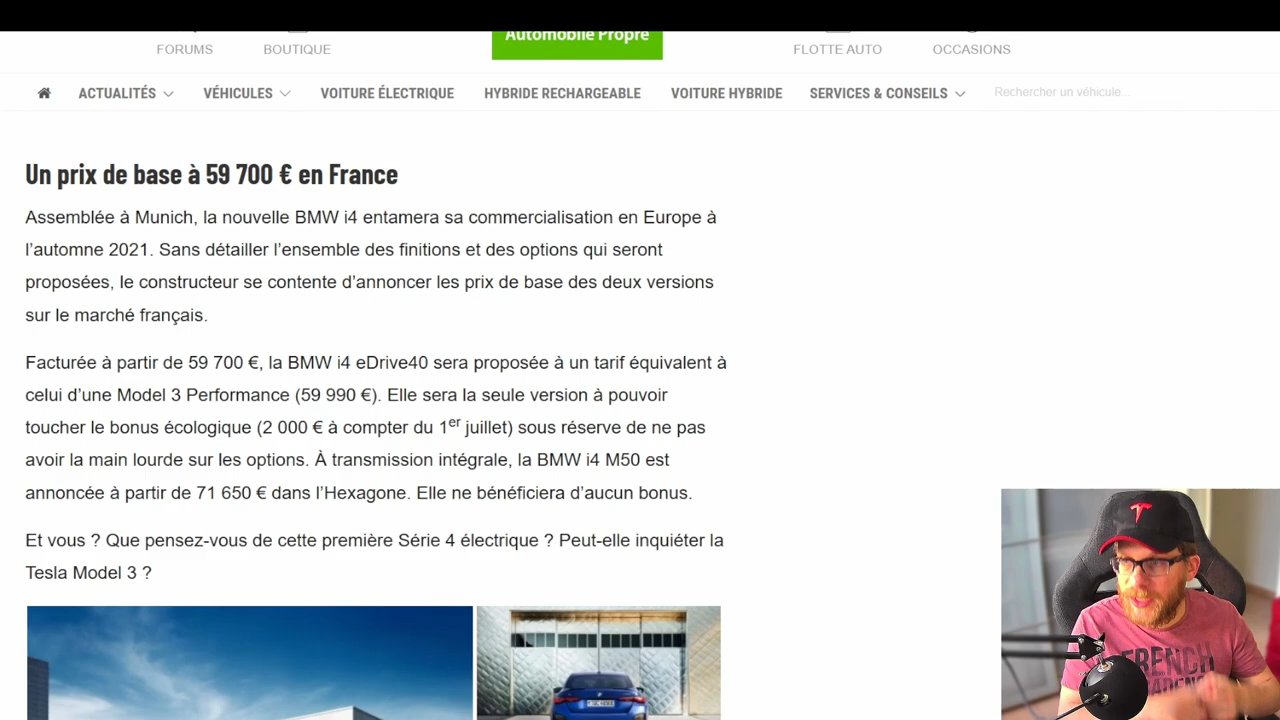 Automobile Propre
FORUMS BOUTIQUE FLOTTE AUTO OCCASIONS
ACTUALITÉS VÉHICULES VOITURE ÉLECTRIQUE HYBRIDE RECHARGEABLE VOITURE HYBRIDE SERVICES & CONSEILS Rechercher un véhicule...
Un prix de base à 59 700 € en France
Assemblée à Munich, la nouvelle BMW i4 entamera sa commercialisation en Europe à
l’automne 2021. Sans détailler l’ensemble des finitions et des options qui seront
proposées, le constructeur se contente d’annoncer les prix de base des deux versions
sur le marché français.
Facturée à partir de 59 700 €, la BMW i4 eDrive40 sera proposée à un tarif équivalent à
celui d’une Model 3 Performance (59 990 €). Elle sera la seule version à pouvoir
toucher le bonus écologique (2 000 € à compter du 1er juillet) sous réserve de ne pas
avoir la main lourde sur les options. À transmission intégrale, la BMW i4 M50 est
annoncée à partir de 71 650 € dans l’Hexagone. Elle ne bénéficiera d’aucun bonus.
Et vous ? Que pensez-vous de cette première Série 4 électrique ? Peut-elle inquiéter la
Tesla Model 3 ?
FRENCH